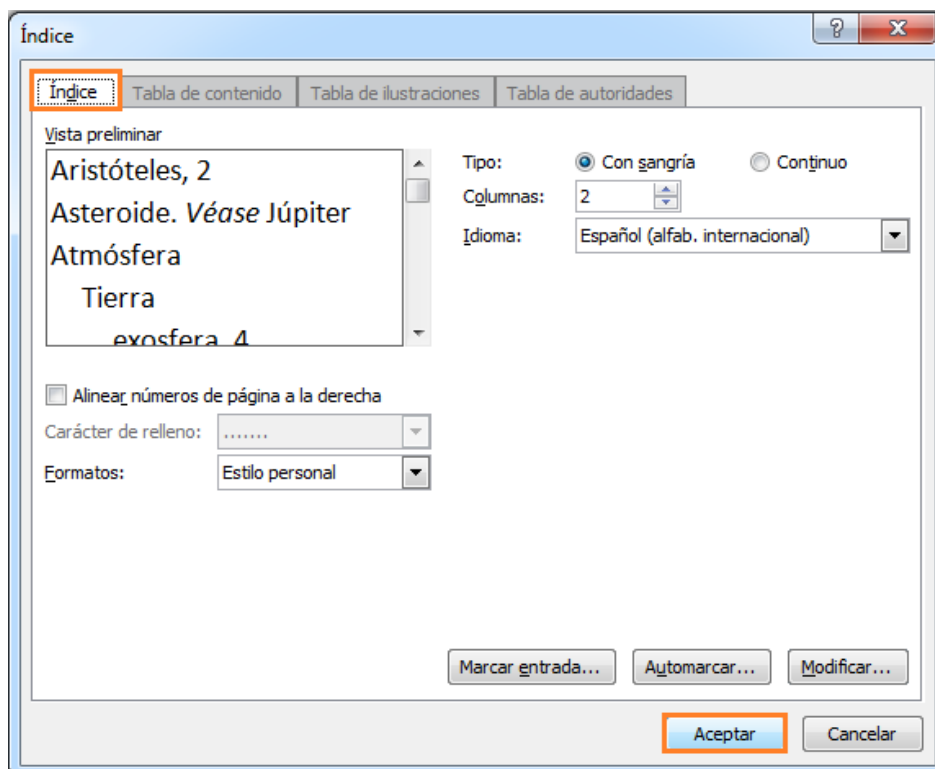 Índice
Índice Tabla de contenido Tabla de ilustraciones Tabla de autoridades
Vista preliminar
Aristóteles, 2
Asteroide. Véase Júpiter
Atmósfera
Tierra
exosfera, 4
Tipo: Con sangría Continuo
Columnas: 2
Idioma: Español (alfab. internacional)
Alinear números de página a la derecha
Carácter de relleno: .......
Formatos: Estilo personal
Marcar entrada... Automarcar... Modificar...
Aceptar Cancelar